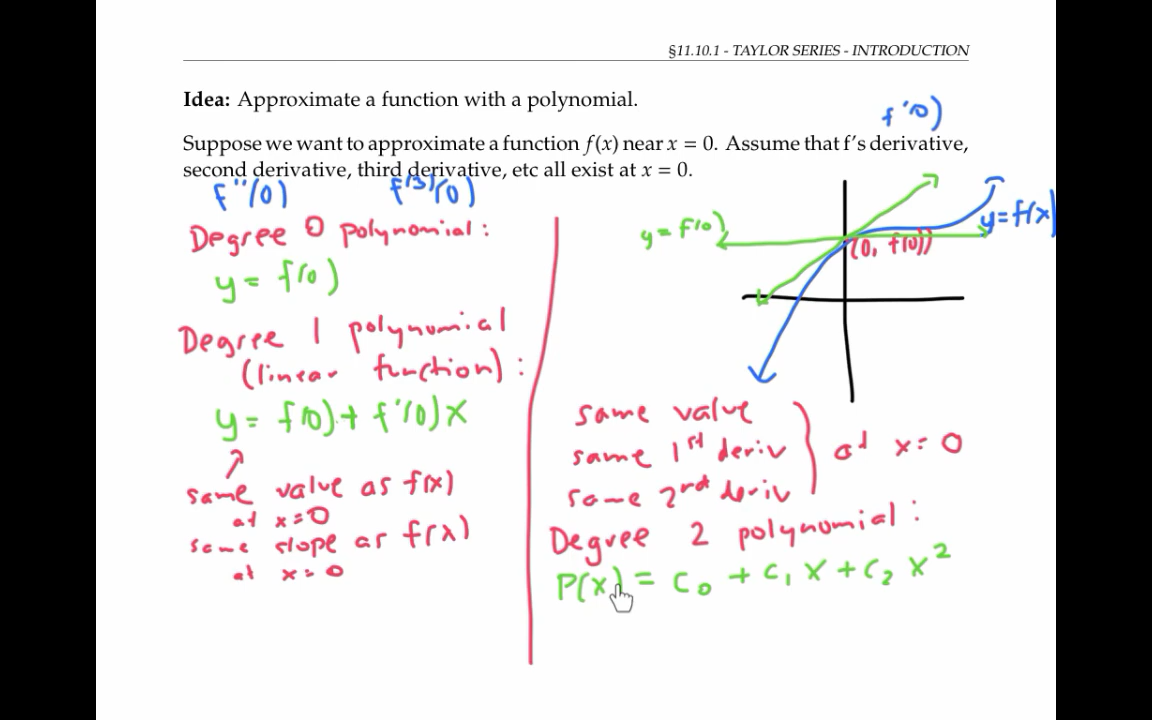 §11.10.1 - TAYLOR SERIES - INTRODUCTION
Idea: Approximate a function with a polynomial.
f'(0)
Suppose we want to approximate a function f(x) near x = 0. Assume that f's derivative,
second derivative, third derivative, etc all exist at x = 0.
f''(0) f⁽³⁾(0)
Degree 0 polynomial:
y = f(0)
Degree 1 polynomial
(linear function):
y = f(0) + f'(0)x
same value as f(x)
at x=0
same slope as f(x)
at x=0
y = f(0)
y=f(x)
(0, f(0))
same value
same 1st deriv
same 2rd deriv
at x=0
Degree 2 polynomial:
P(x) = c₀ + c₁x + c₂x²